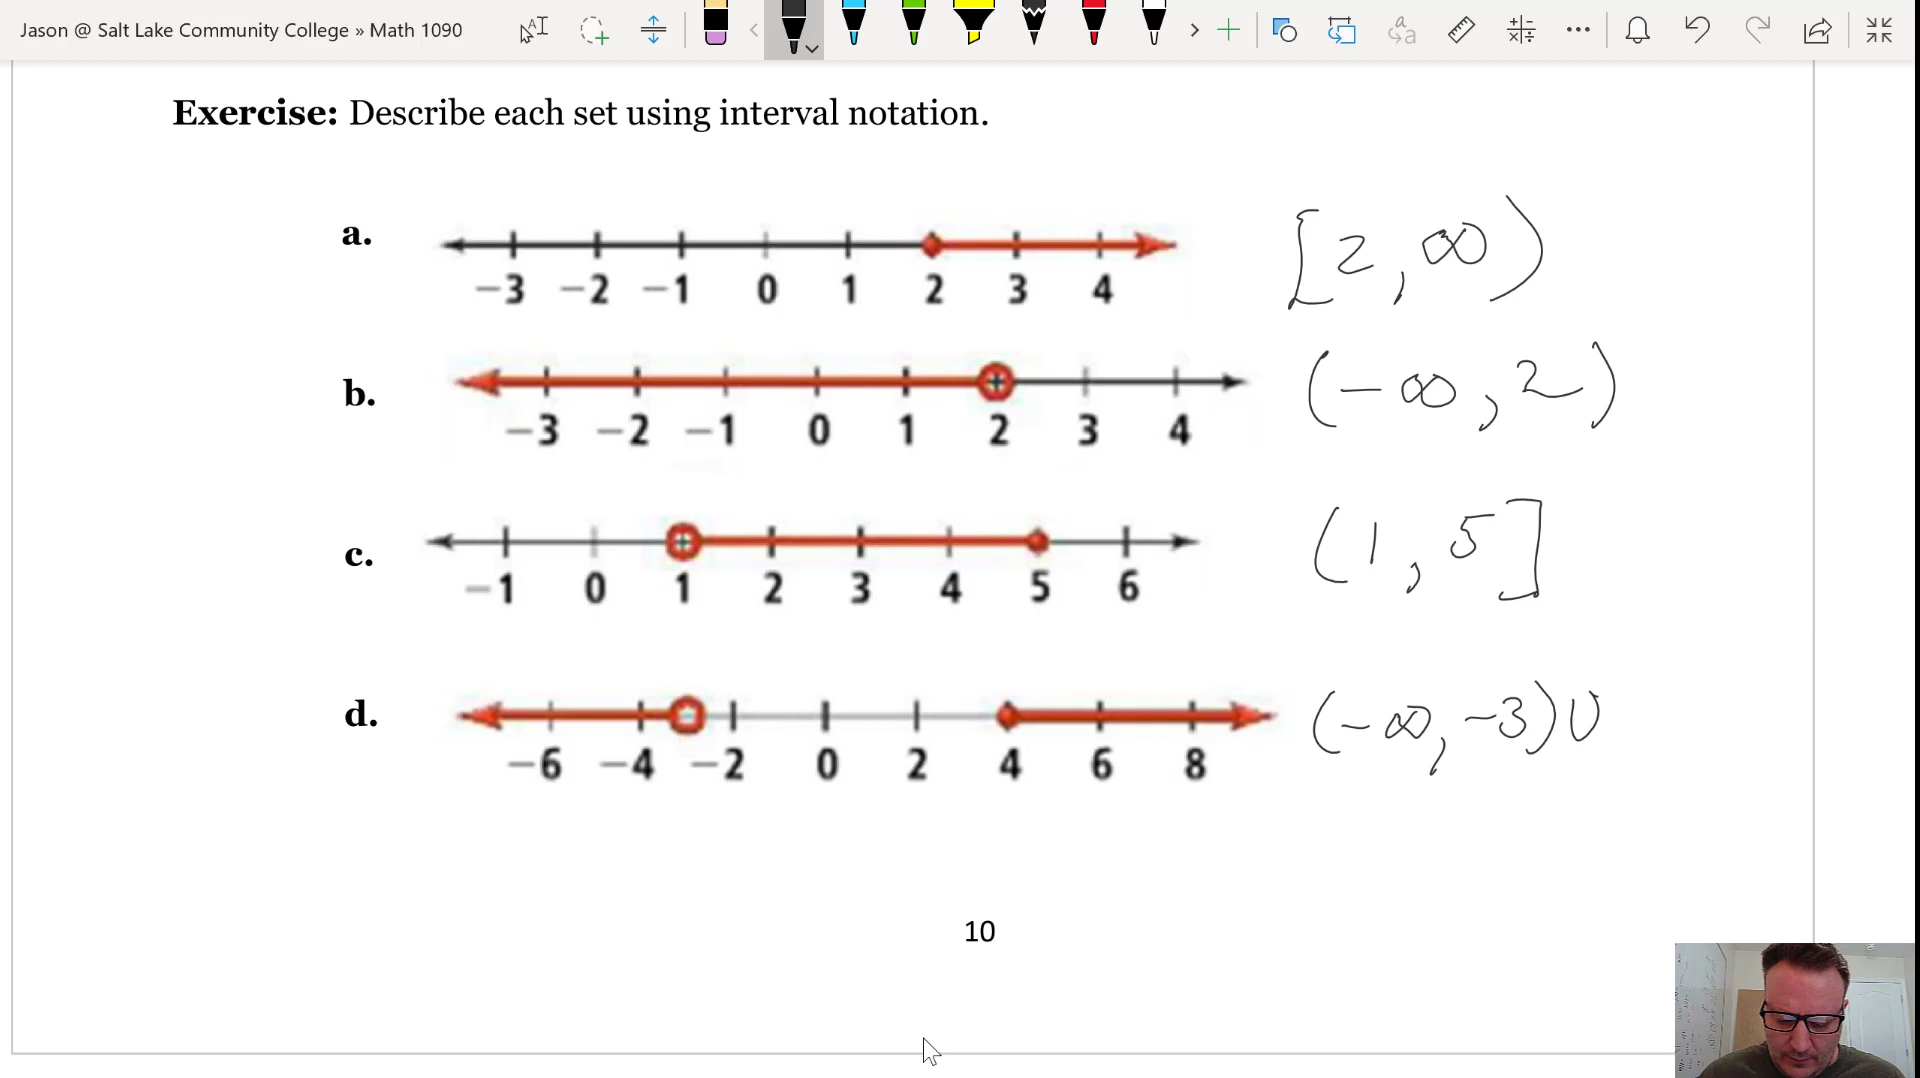 Jason @ Salt Lake Community College » Math 1090
Exercise: Describe each set using interval notation.
a.
−3 −2 −1 0 1 2 3 4
[2, ∞)
b.
−3 −2 −1 0 1 2 3 4
(−∞, 2)
c.
−1 0 1 2 3 4 5 6
(1, 5]
d.
−6 −4 −2 0 2 4 6 8
(−∞, −3) ∪
10